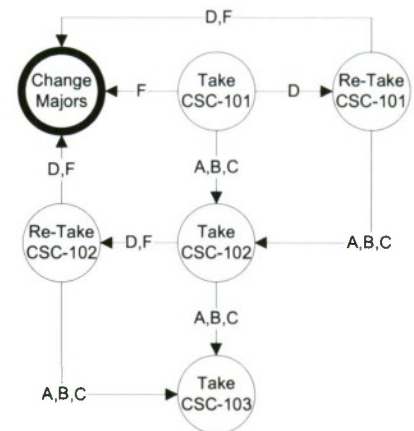 D,F
Change
Majors
F
Take
CSC-101
D
Re-Take
CSC-101
A,B,C
D,F
Re-Take
CSC-102
D,F
Take
CSC-102
A,B,C
A,B,C
A,B,C
Take
CSC-103